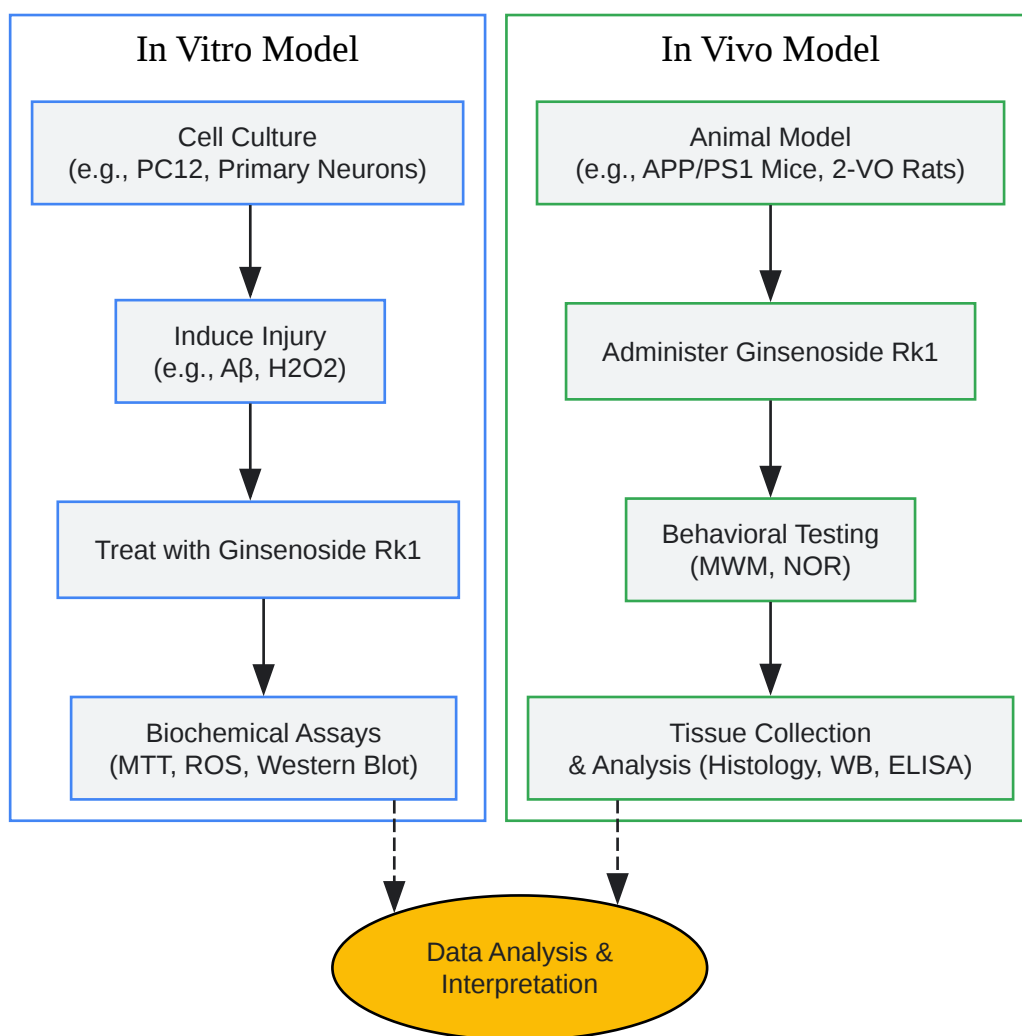 In Vitro Model
Cell Culture
(e.g., PC12, Primary Neurons)
Induce Injury
(e.g., Aβ, H2O2)
Treat with Ginsenoside Rk1
Biochemical Assays
(MTT, ROS, Western Blot)
In Vivo Model
Animal Model
(e.g., APP/PS1 Mice, 2-VO Rats)
Administer Ginsenoside Rk1
Behavioral Testing
(MWM, NOR)
Tissue Collection
& Analysis (Histology, WB, ELISA)
Data Analysis &
Interpretation